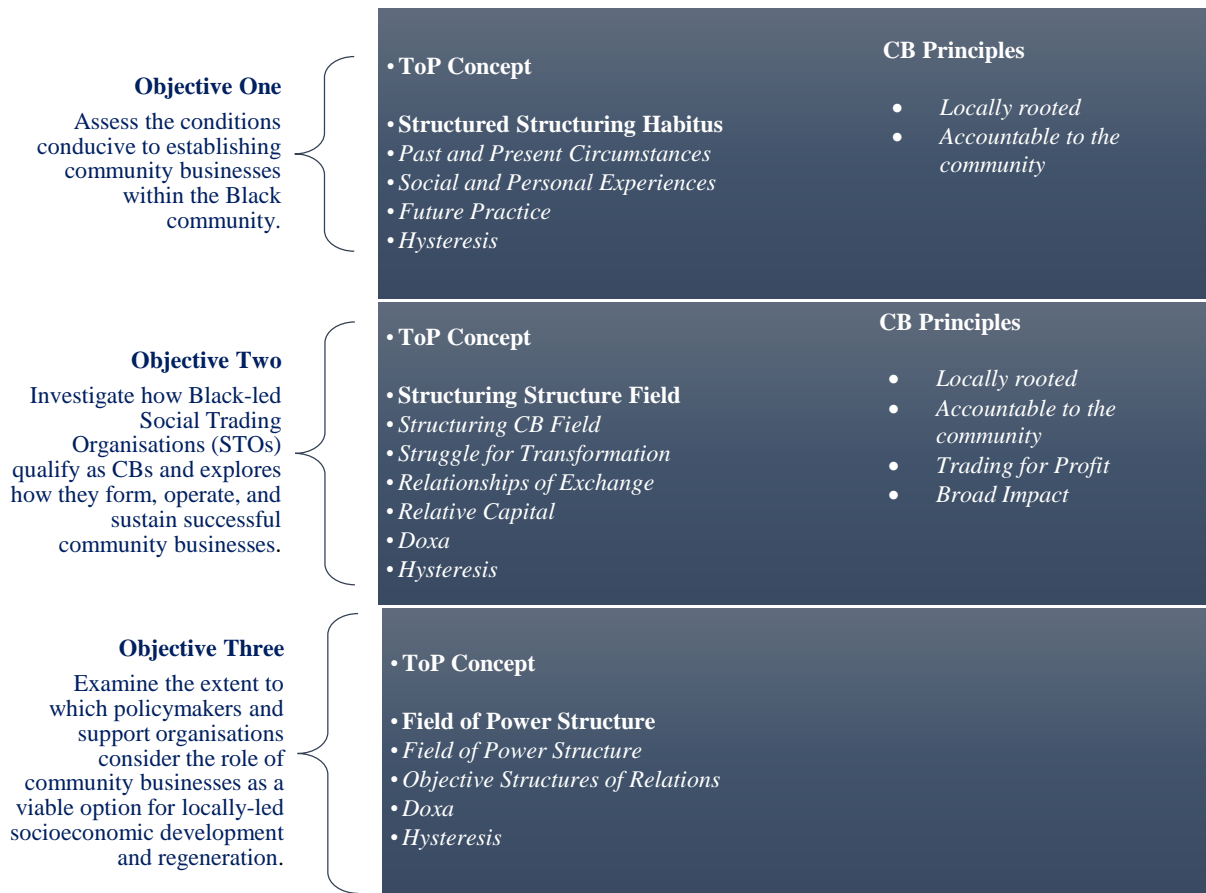 Objective One
Assess the conditions
conducive to establishing
community businesses
within the Black
community.
• ToP Concept
• Structured Structuring Habitus
• Past and Present Circumstances
• Social and Personal Experiences
• Future Practice
• Hysteresis
CB Principles
• Locally rooted
• Accountable to the
community
Objective Two
Investigate how Black-led
Social Trading
Organisations (STOs)
qualify as CBs and explores
how they form, operate, and
sustain successful
community businesses.
• ToP Concept
• Structuring Structure Field
• Structuring CB Field
• Struggle for Transformation
• Relationships of Exchange
• Relative Capital
• Doxa
• Hysteresis
CB Principles
• Locally rooted
• Accountable to the
community
• Trading for Profit
• Broad Impact
Objective Three
Examine the extent to
which policymakers and
support organisations
consider the role of
community businesses as a
viable option for locally-led
socioeconomic development
and regeneration.
• ToP Concept
• Field of Power Structure
• Field of Power Structure
• Objective Structures of Relations
• Doxa
• Hysteresis